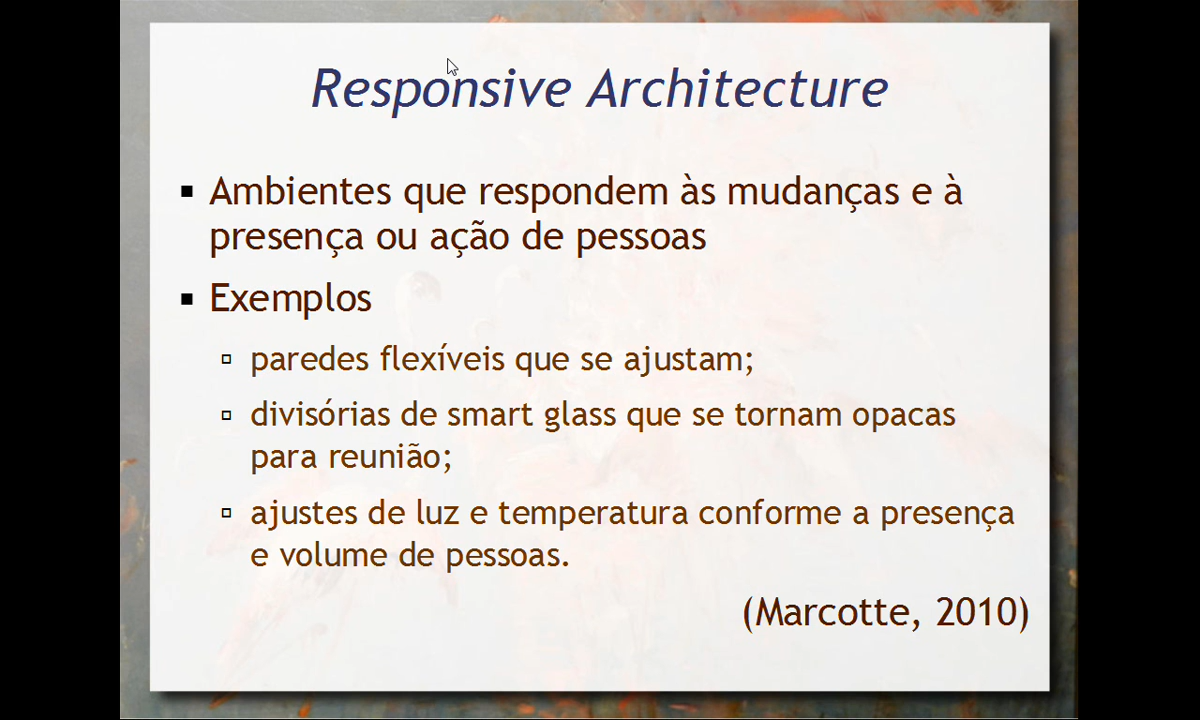 Responsive Architecture
Ambientes que respondem às mudanças e à
presença ou ação de pessoas
Exemplos
paredes flexíveis que se ajustam;
divisórias de smart glass que se tornam opacas
para reunião;
ajustes de luz e temperatura conforme a presença
e volume de pessoas.
(Marcotte, 2010)